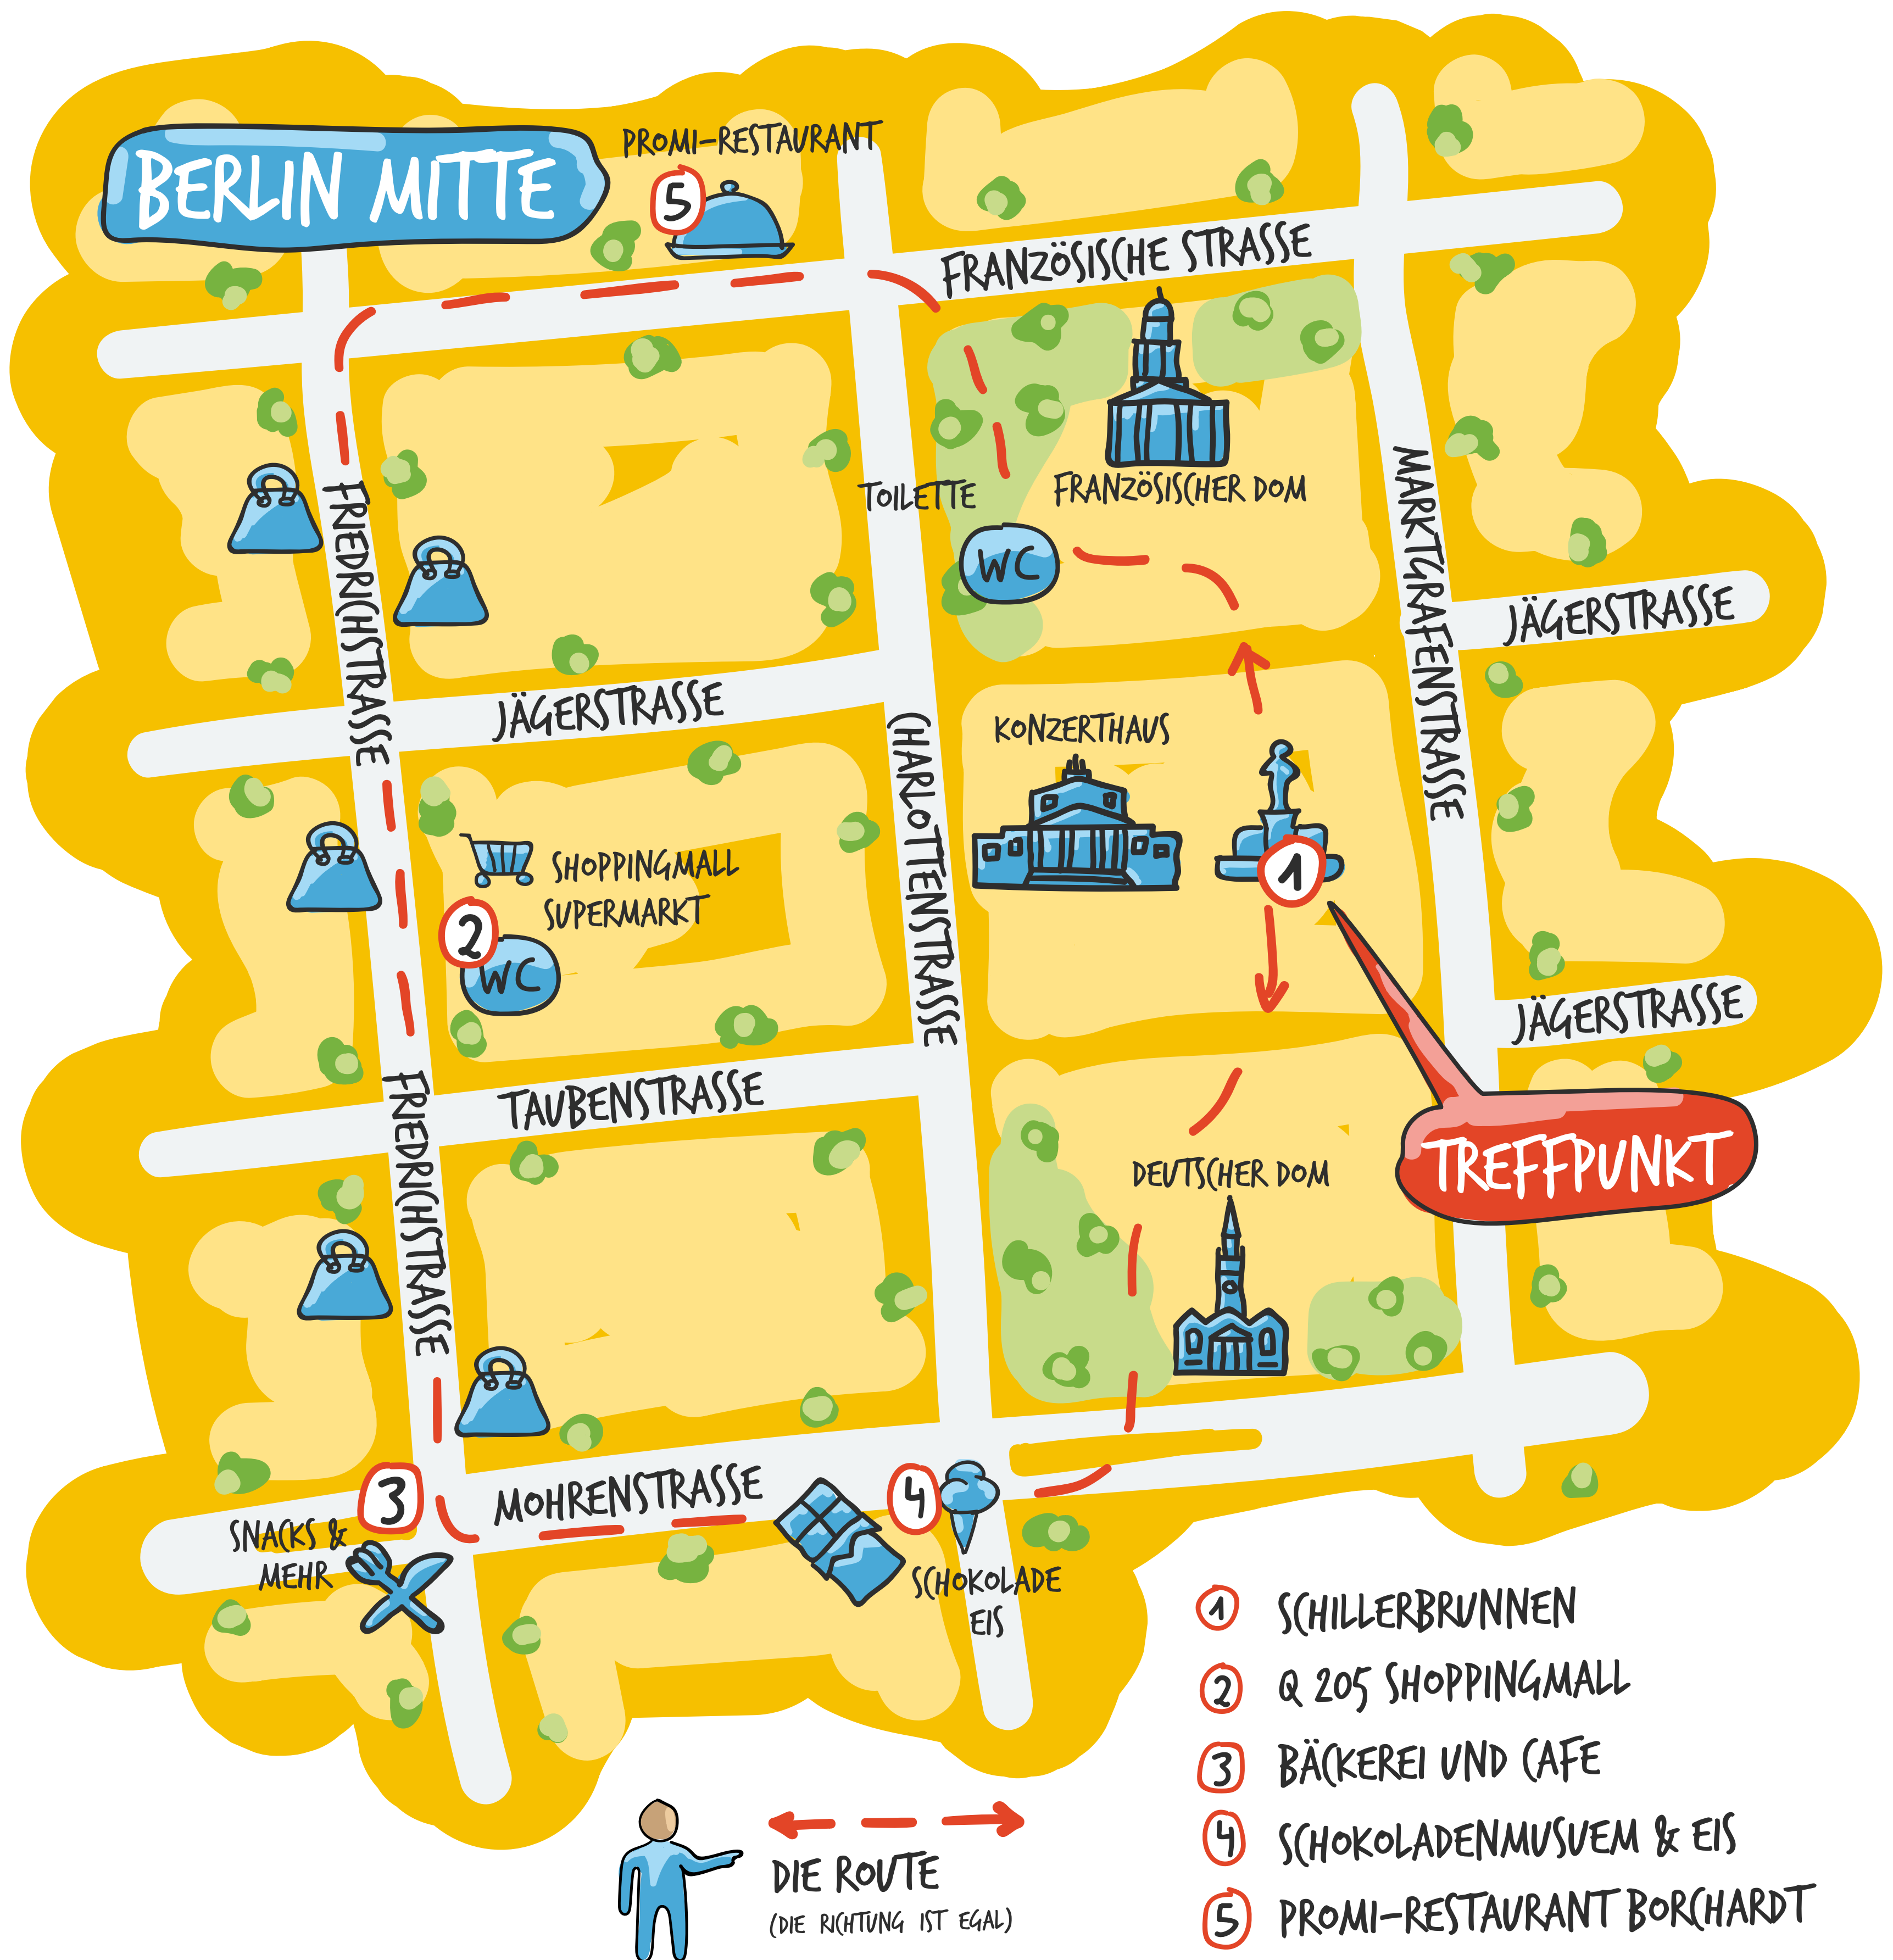 BERLIN MITTE
PROMI-RESTAURANT
5
FRANZÖSISCHE STRASSE
TOILETTE
FRANZÖSISCHER DOM
WC
FRIEDRICHSTRASSE
MARKTGRAFENSTRASSE
JÄGERSTRASSE
JÄGERSTRASSE
KONZERTHAUS
CHARLOTTENSTRASSE
1
SHOPPINGMALL
SUPERMARKT
2
WC
JÄGERSTRASSE
TREFFPUNKT
FRIEDRICHSTRASSE
TAUBENSTRASSE
DEUTSCHER DOM
3
MOHRENSTRASSE
4
SNACKS &
MEHR
SCHOKOLADE
EIS
1 SCHILLERBRUNNEN
2 Q 205 SHOPPINGMALL
3 BÄCKEREI UND CAFE
4 SCHOKOLADENMUSUEM & EIS
5 PROMI-RESTAURANT BORCHARDT
DIE ROUTE
(DIE RICHTUNG IST EGAL)